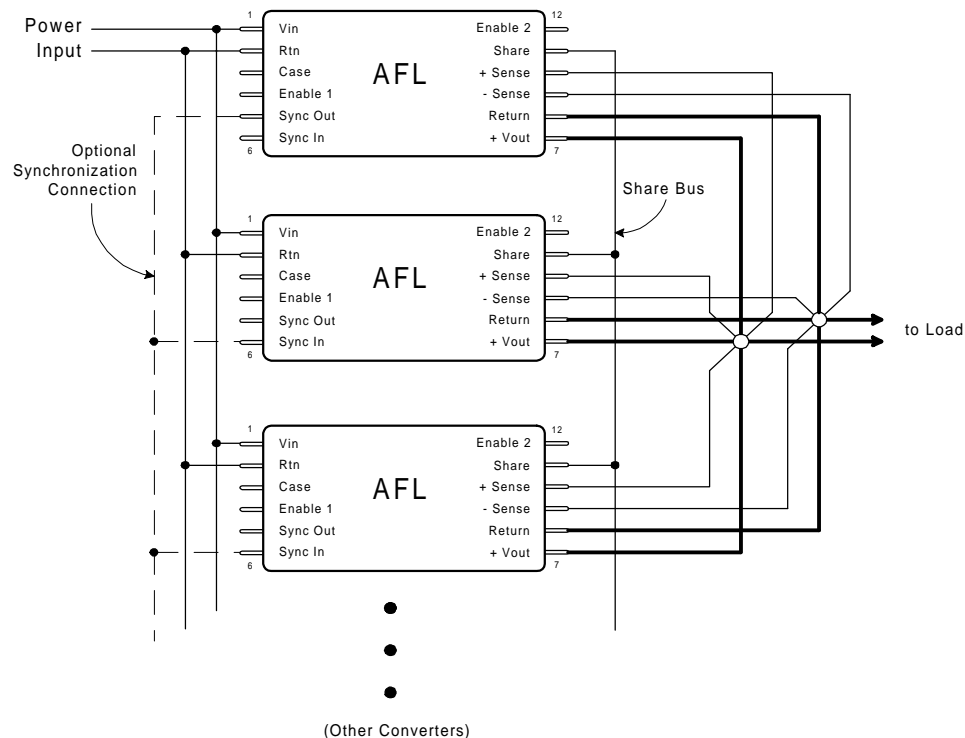 Power
Input
1
Vin
Rtn
Case
Enable 1
Sync Out
Sync In
6
AFL
12
Enable 2
Share
+ Sense
- Sense
Return
+ Vout
7
Optional
Synchronization
Connection
Share Bus
1
Vin
Rtn
Case
Enable 1
Sync Out
Sync In
6
AFL
12
Enable 2
Share
+ Sense
- Sense
Return
+ Vout
7
to Load
1
Vin
Rtn
Case
Enable 1
Sync Out
Sync In
6
AFL
12
Enable 2
Share
+ Sense
- Sense
Return
+ Vout
7
(Other Converters)